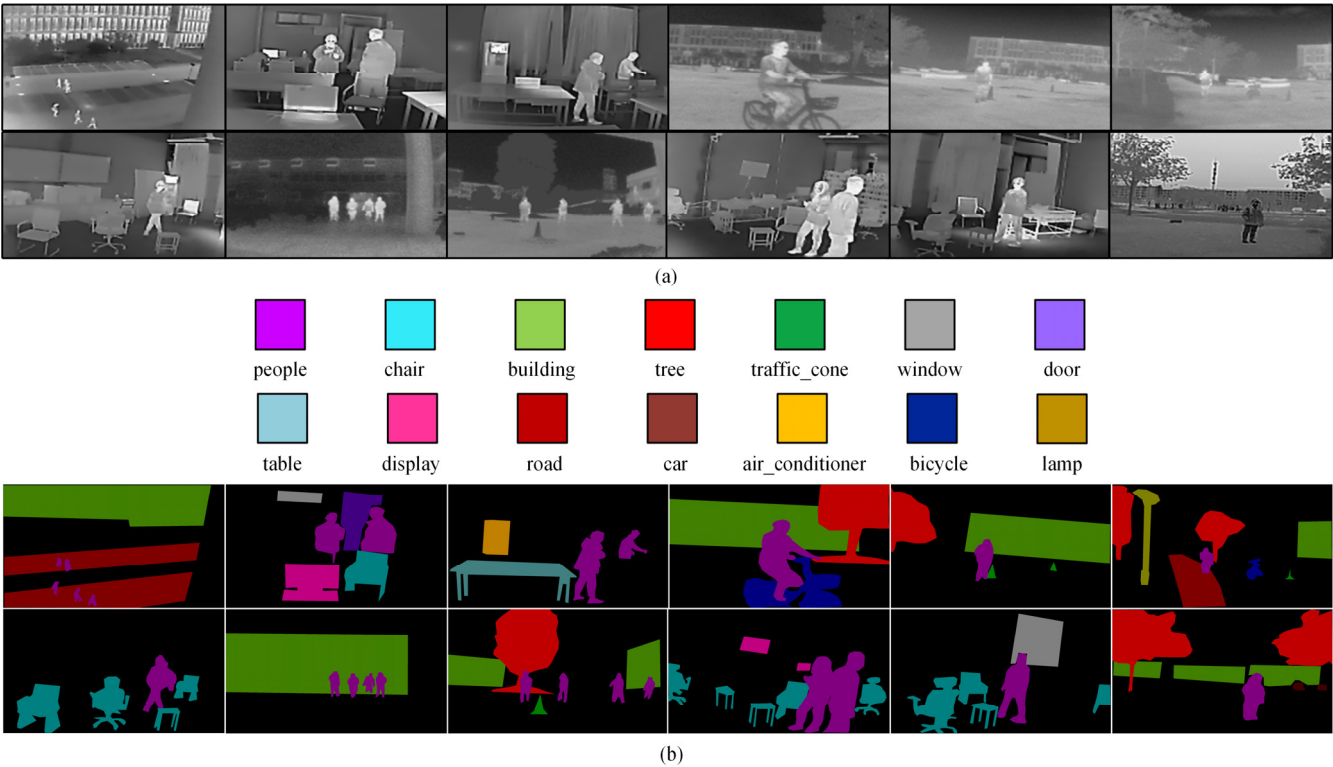 (a)
people chair building tree traffic_cone window door
table display road car air_conditioner bicycle lamp
(b)